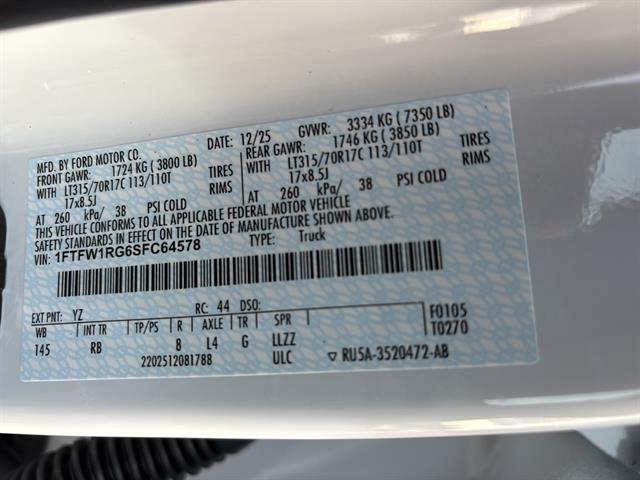 MFD. BY FORD MOTOR CO.
DATE: 12/25 GVWR: 3334 KG ( 7350 LB)
FRONT GAWR: 1724 KG ( 3800 LB) REAR GAWR: 1746 KG ( 3850 LB)
WITH LT315/70R17C 113/110T TIRES WITH LT315/70R17C 113/110T TIRES
17x8.5J RIMS 17x8.5J RIMS
AT 260 kPa/ 38 PSI COLD AT 260 kPa/ 38 PSI COLD
THIS VEHICLE CONFORMS TO ALL APPLICABLE FEDERAL MOTOR VEHICLE
SAFETY STANDARDS IN EFFECT ON THE DATE OF MANUFACTURE SHOWN ABOVE.
1FTFW1RG6SFC64578 TYPE: Truck
EXT PNT: YZ RC: 44 DSO: F0105
WB INT TR TP/PS R AXLE TR SPR T0270
145 RB 8 L4 G LLZZ
2202512081788 ULC ▽ RU5A-3520472-AB